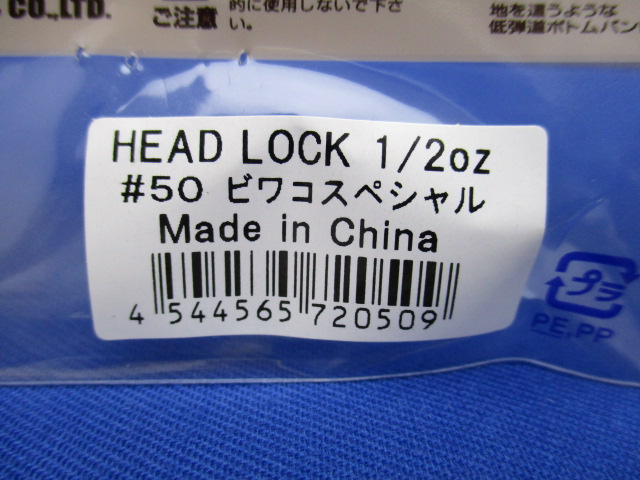 CO.,LTD.
ご注意
的に使用しないで下さ
い。
地を這うような
低弾道ボトムパン
HEAD LOCK 1/2oz
#50 ビワコスペシャル
Made in China
4 544565 720509
プラ
PE,PP